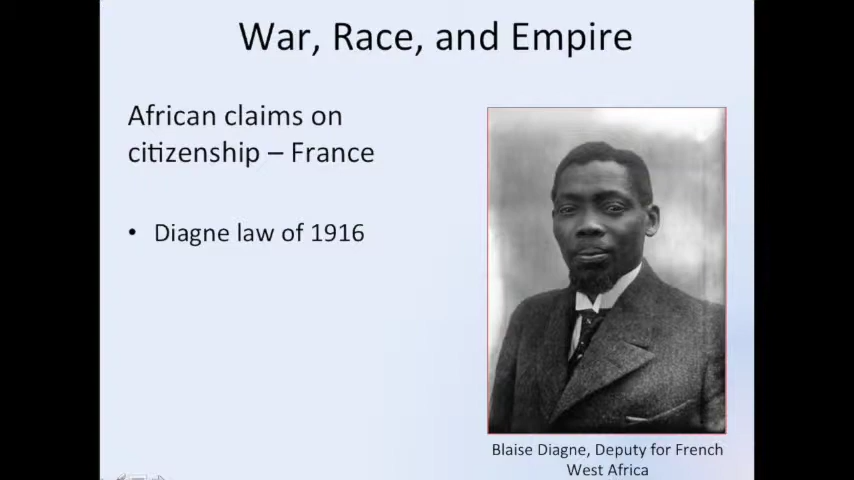 War, Race, and Empire
African claims on
citizenship – France
• Diagne law of 1916
Blaise Diagne, Deputy for French
West Africa